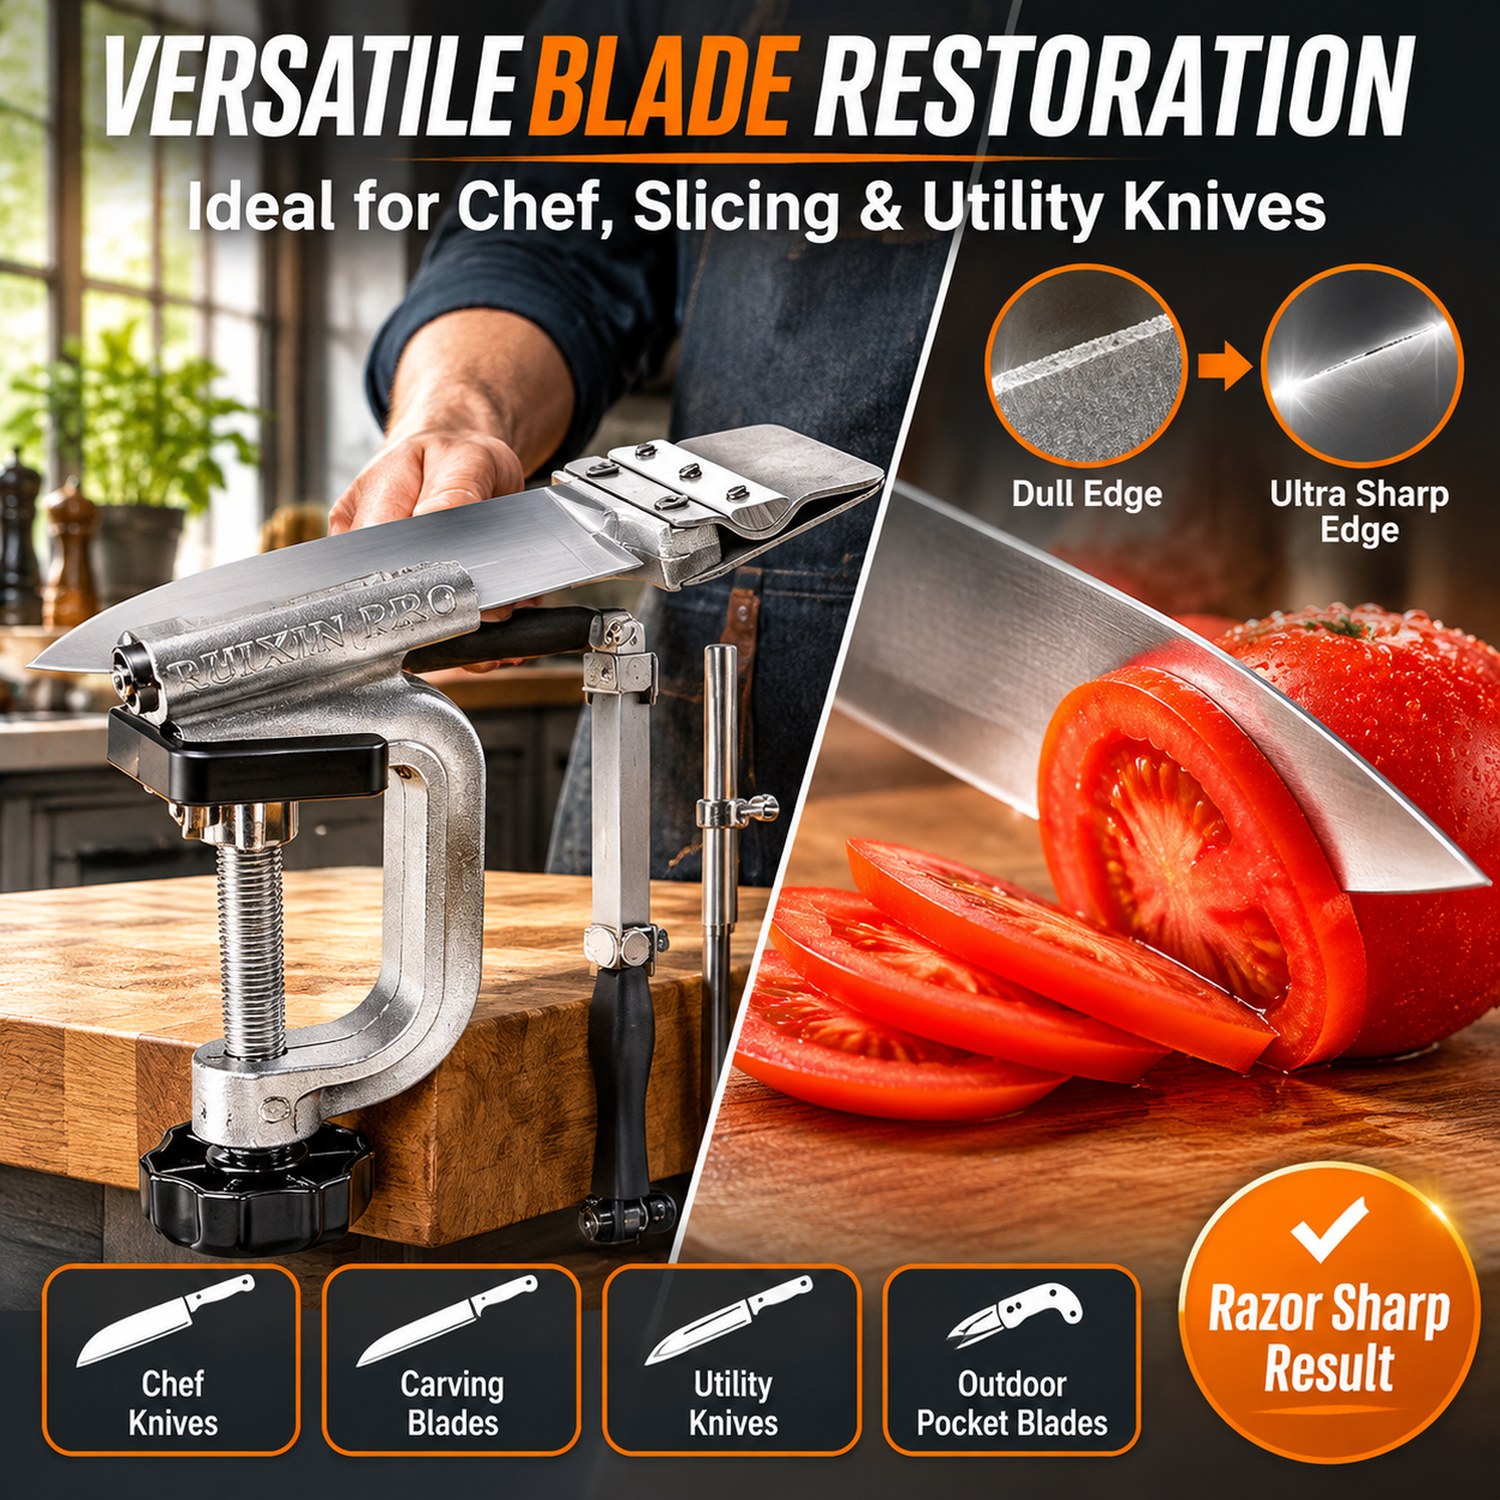 VERSATILE BLADE RESTORATION
Ideal for Chef, Slicing & Utility Knives
Dull Edge
Ultra Sharp
Edge
RUIXIN PRO
Chef
Knives
Carving
Blades
Utility
Knives
Outdoor
Pocket Blades
Razor Sharp
Result